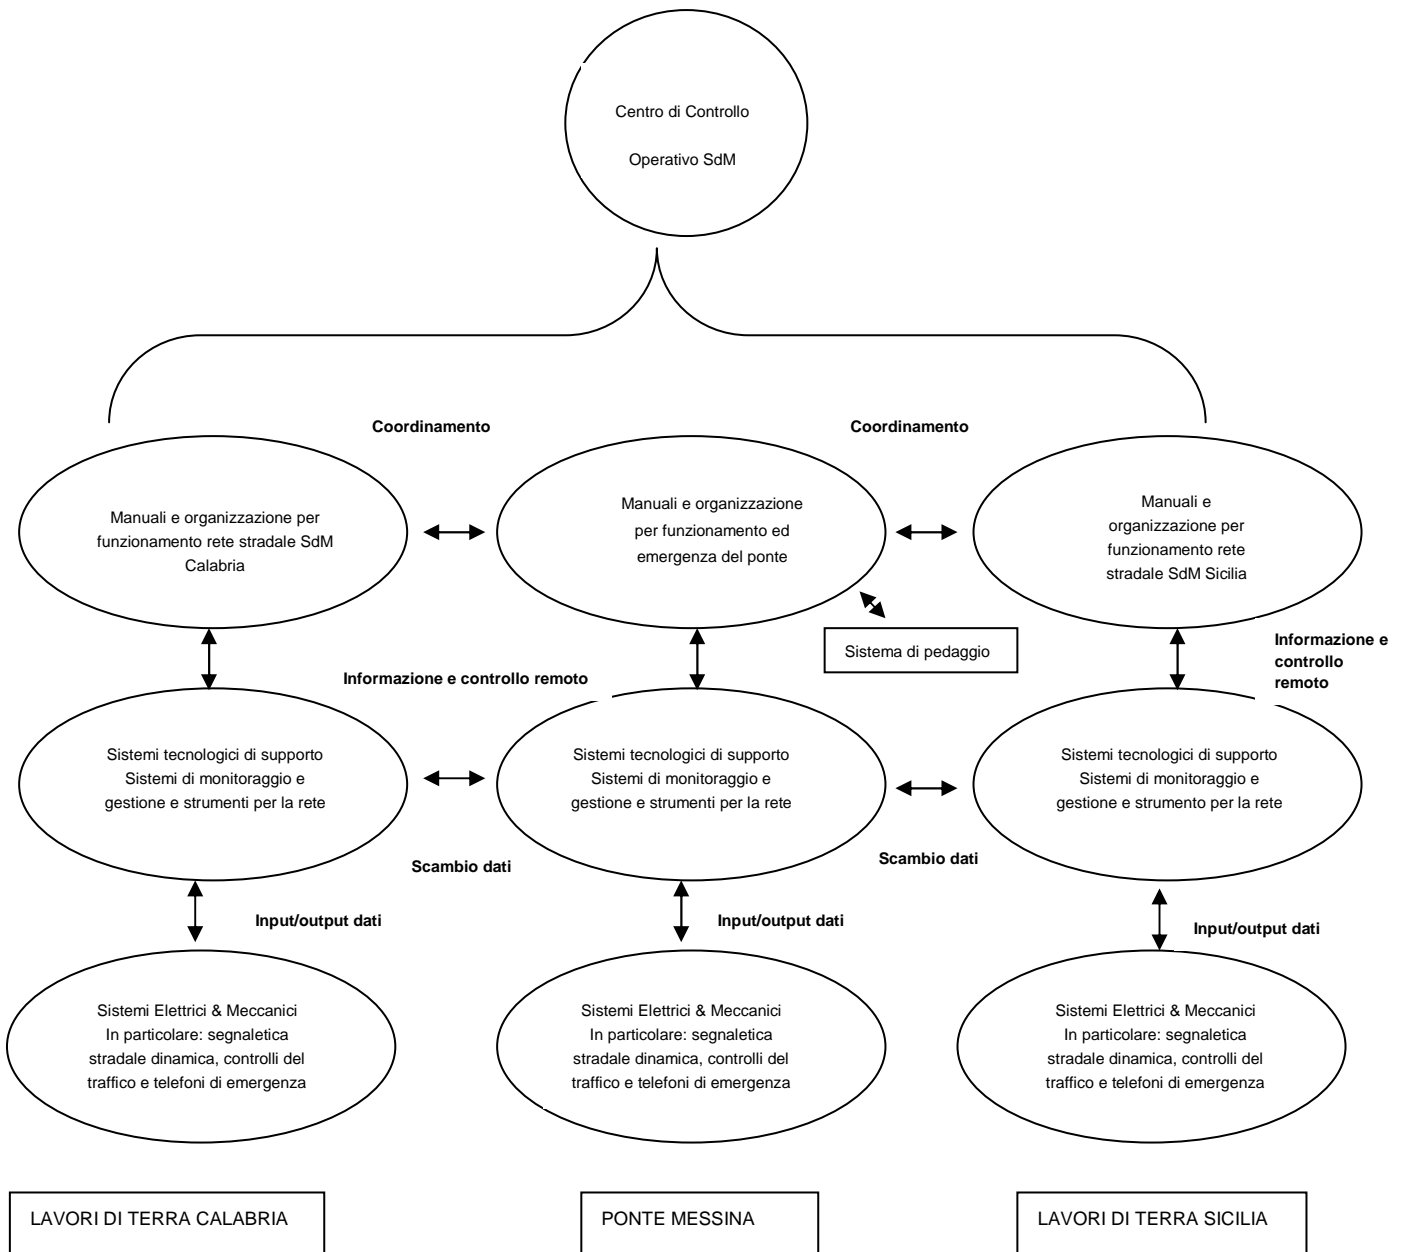 Centro di Controllo
Operativo SdM
Coordinamento
Coordinamento
Manuali e organizzazione per
funzionamento rete stradale SdM
Calabria
Manuali e organizzazione
per funzionamento ed
emergenza del ponte
Manuali e
organizzazione per
funzionamento rete
stradale SdM Sicilia
Sistema di pedaggio
Informazione e controllo remoto
Informazione e
controllo
remoto
Sistemi tecnologici di supporto
Sistemi di monitoraggio e
gestione e strumenti per la rete
Sistemi tecnologici di supporto
Sistemi di monitoraggio e
gestione e strumenti per la rete
Sistemi tecnologici di supporto
Sistemi di monitoraggio e
gestione e strumento per la rete
Scambio dati
Scambio dati
Input/output dati
Input/output dati
Input/output dati
Sistemi Elettrici & Meccanici
In particolare: segnaletica
stradale dinamica, controlli del
traffico e telefoni di emergenza
Sistemi Elettrici & Meccanici
In particolare: segnaletica
stradale dinamica, controlli del
traffico e telefoni di emergenza
Sistemi Elettrici & Meccanici
In particolare: segnaletica
stradale dinamica, controlli del
traffico e telefoni di emergenza
LAVORI DI TERRA CALABRIA
PONTE MESSINA
LAVORI DI TERRA SICILIA